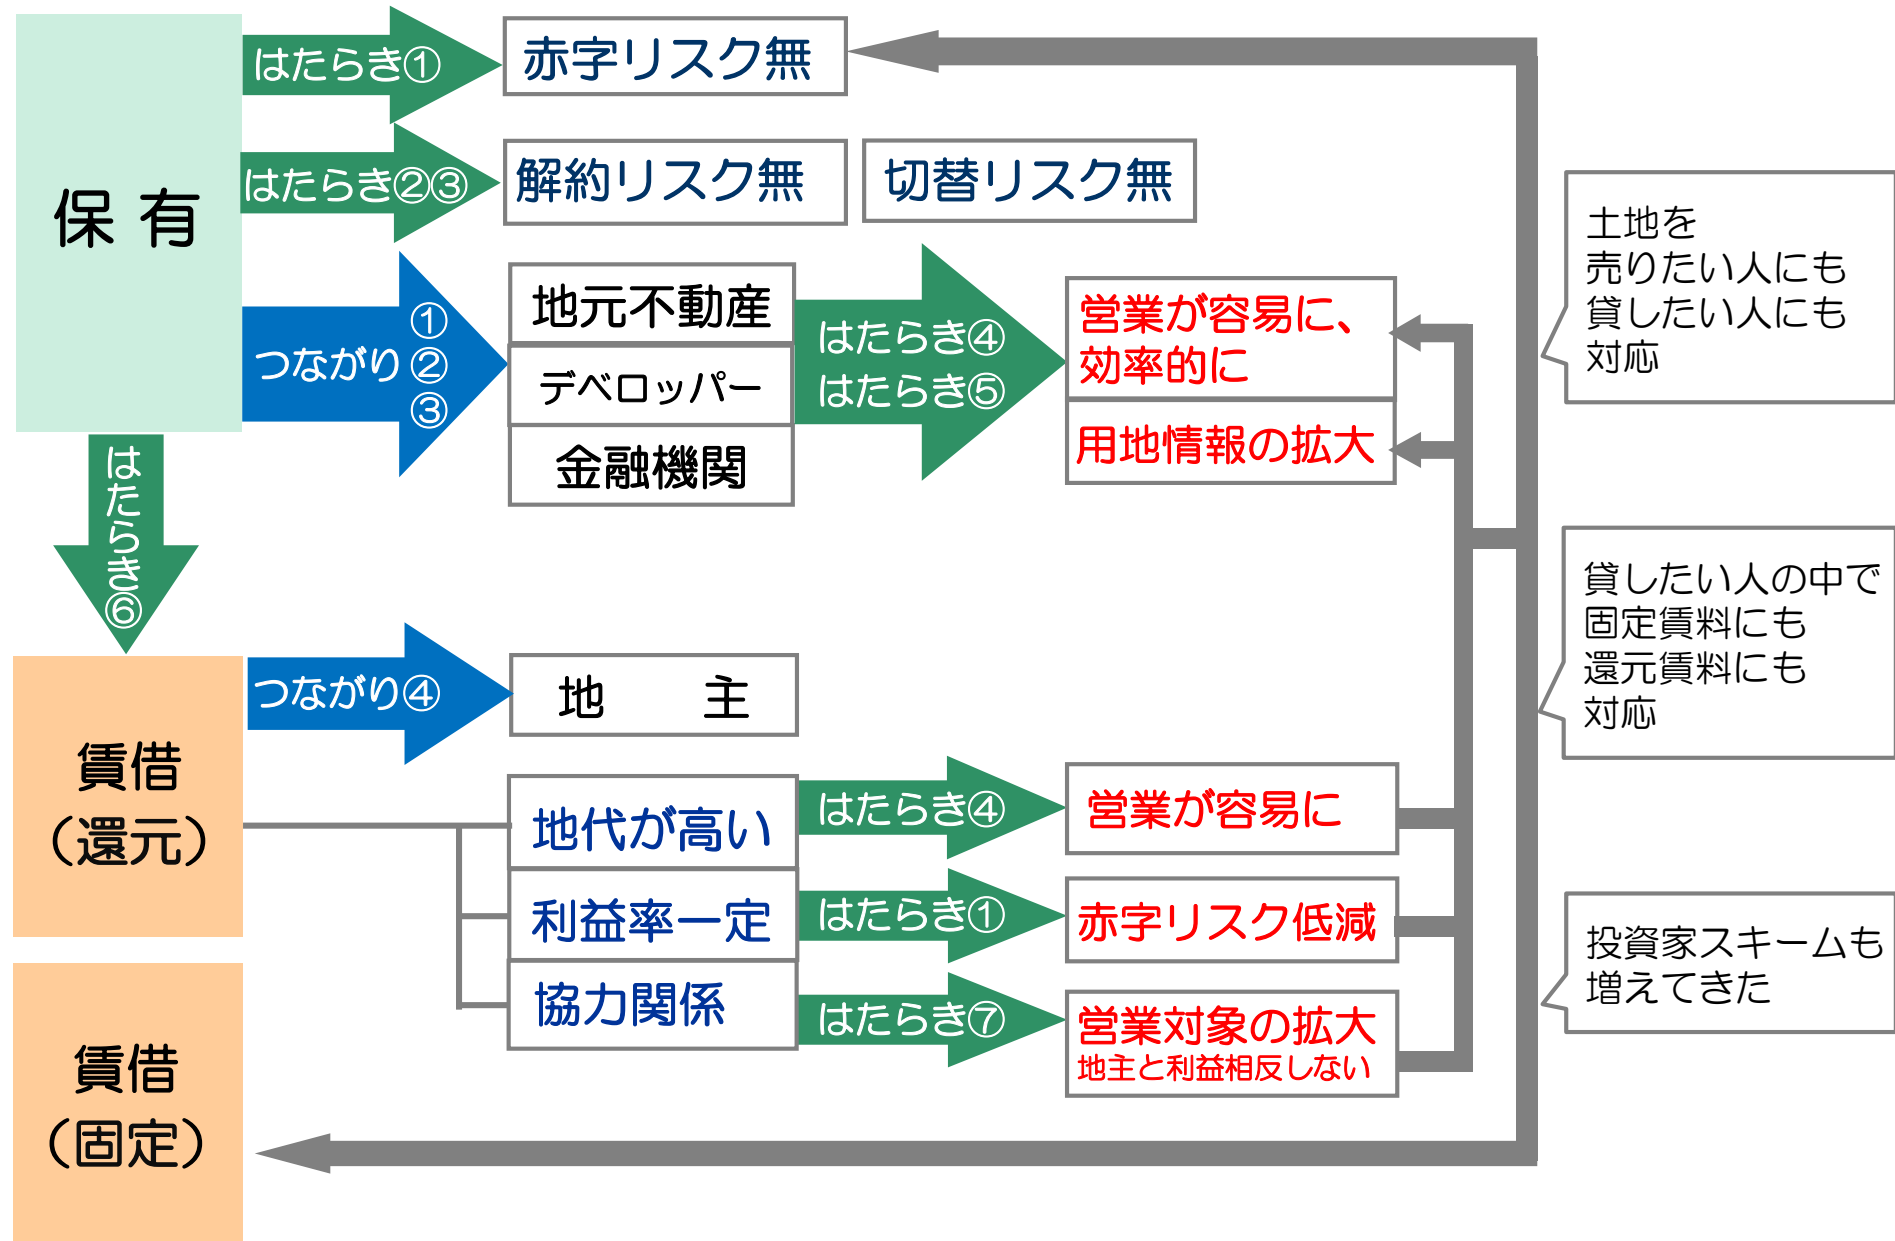 保 有
はたらき①
赤字リスク無
はたらき②③
解約リスク無
切替リスク無
つながり
①
②
③
地元不動産
デベロッパー
金融機関
はたらき④
はたらき⑤
営業が容易に、
効率的に
用地情報の拡大
土地を
売りたい人にも
貸したい人にも
対応
はたらき⑥
賃借
（還元）
つながり④
地 主
地代が高い
利益率一定
協力関係
はたらき④
はたらき①
はたらき⑦
営業が容易に
赤字リスク低減
営業対象の拡大
地主と利益相反しない
貸したい人の中で
固定賃料にも
還元賃料にも
対応
投資家スキームも
増えてきた
賃借
（固定）